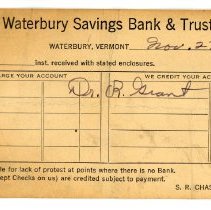 Waterbury Savings Bank & Trust
WATERBURY, VERMONT Nov. 2
Inst. received with stated enclosures.
ARGE YOUR ACCOUNT WE CREDIT YOUR AC
Dr. R. Grant
le for lack of protest at points where there is no Bank.
ept Checks on us) are credited subject to payment.
S. R. CHAS